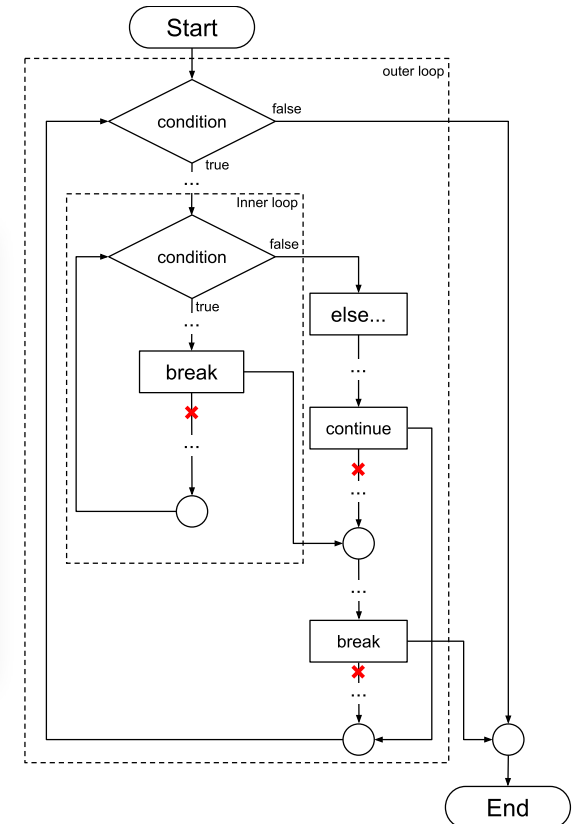 Start
outer loop
condition
false
true
...
Inner loop
condition
false
true
...
else...
break
...
continue
...
...
...
break
...
End